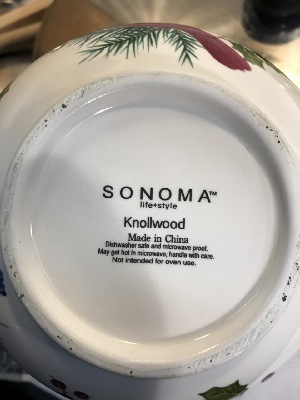 SONOMA™
life+style
Knollwood
Made in China
Dishwasher safe and microwave proof.
May get hot in microwave; handle with care.
Not intended for oven use.